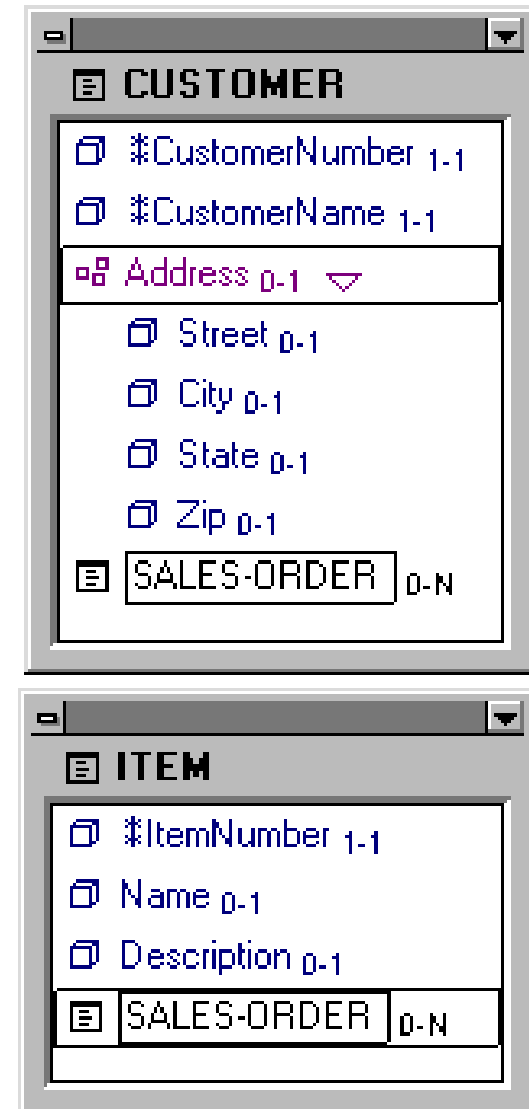 CUSTOMER
⁑CustomerNumber 1-1
⁑CustomerName 1-1
Address 0-1
Street 0-1
City 0-1
State 0-1
Zip 0-1
SALES-ORDER 0-N
ITEM
⁑ItemNumber 1-1
Name 0-1
Description 0-1
SALES-ORDER 0-N